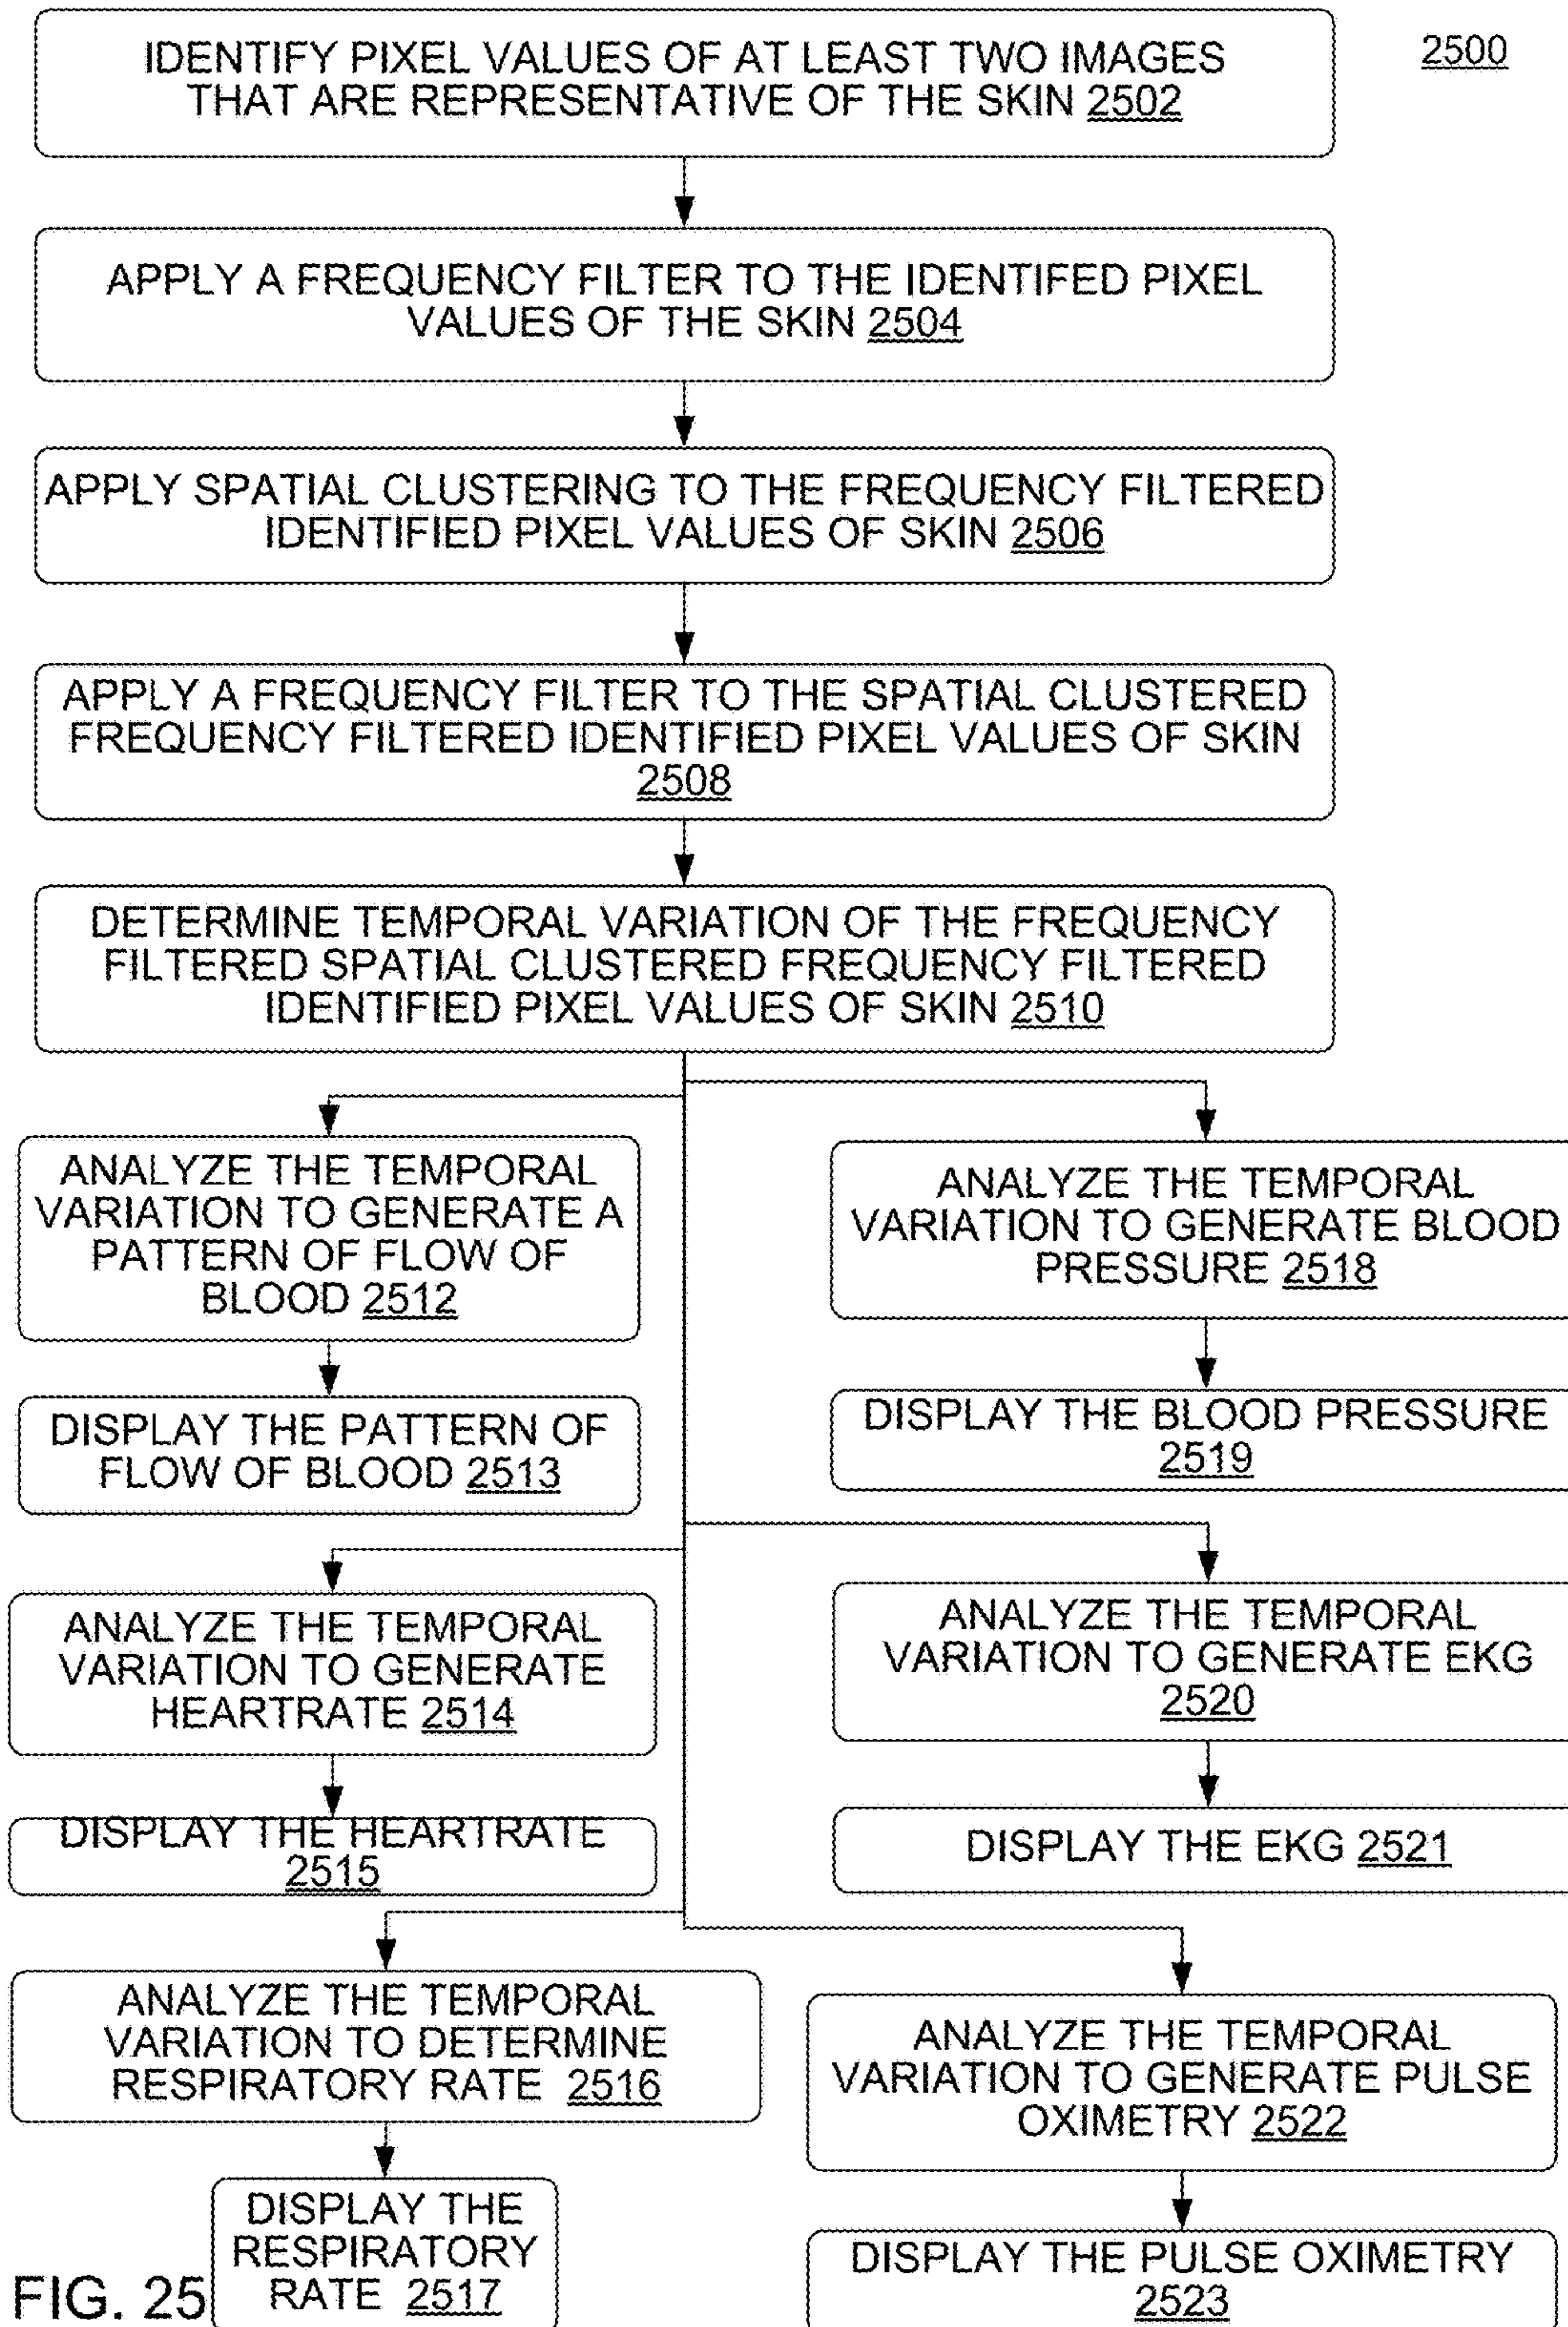 2500
IDENTIFY PIXEL VALUES OF AT LEAST TWO IMAGES
THAT ARE REPRESENTATIVE OF THE SKIN 2502
APPLY A FREQUENCY FILTER TO THE IDENTIFED PIXEL
VALUES OF THE SKIN 2504
APPLY SPATIAL CLUSTERING TO THE FREQUENCY FILTERED
IDENTIFIED PIXEL VALUES OF SKIN 2506
APPLY A FREQUENCY FILTER TO THE SPATIAL CLUSTERED
FREQUENCY FILTERED IDENTIFIED PIXEL VALUES OF SKIN
2508
DETERMINE TEMPORAL VARIATION OF THE FREQUENCY
FILTERED SPATIAL CLUSTERED FREQUENCY FILTERED
IDENTIFIED PIXEL VALUES OF SKIN 2510
ANALYZE THE TEMPORAL
VARIATION TO GENERATE A
PATTERN OF FLOW OF
BLOOD 2512
DISPLAY THE PATTERN OF
FLOW OF BLOOD 2513
ANALYZE THE TEMPORAL
VARIATION TO GENERATE BLOOD
PRESSURE 2518
DISPLAY THE BLOOD PRESSURE
2519
ANALYZE THE TEMPORAL
VARIATION TO GENERATE
HEARTRATE 2514
DISPLAY THE HEARTRATE
2515
ANALYZE THE TEMPORAL
VARIATION TO GENERATE EKG
2520
DISPLAY THE EKG 2521
ANALYZE THE TEMPORAL
VARIATION TO DETERMINE
RESPIRATORY RATE 2516
DISPLAY THE
RESPIRATORY
RATE 2517
ANALYZE THE TEMPORAL
VARIATION TO GENERATE PULSE
OXIMETRY 2522
DISPLAY THE PULSE OXIMETRY
2523
FIG. 25